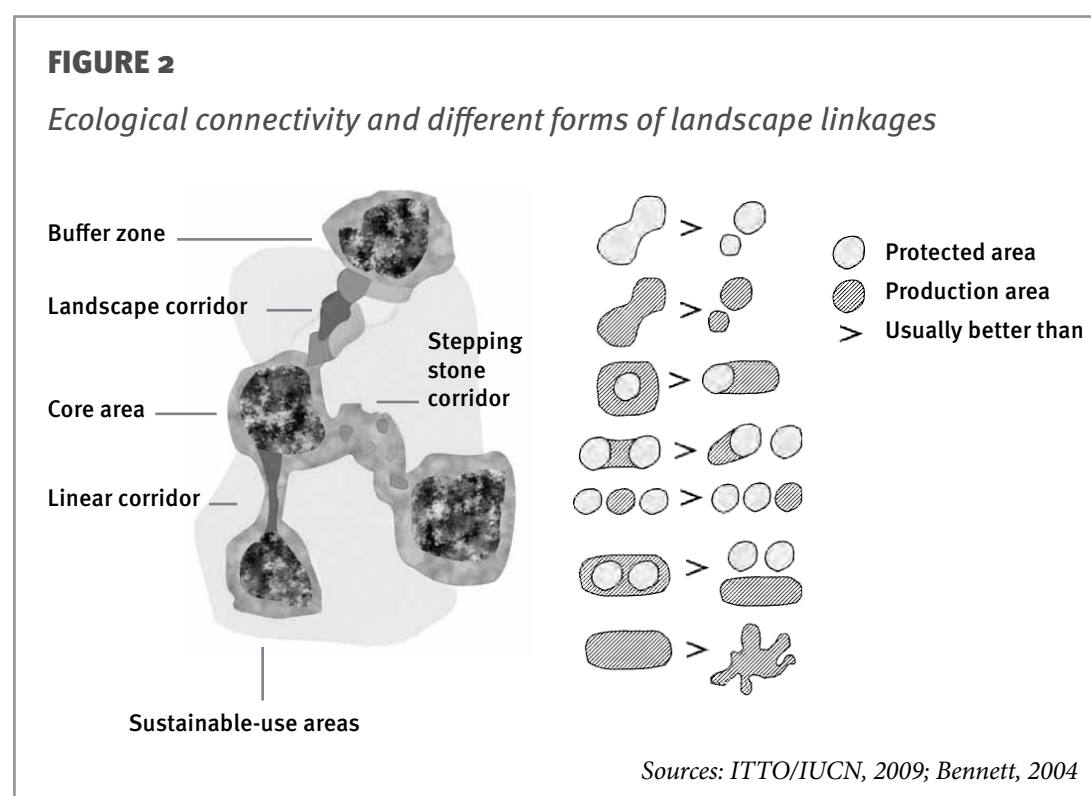 FIGURE 2
Ecological connectivity and different forms of landscape linkages
Buffer zone
Landscape corridor
Stepping
stone
corridor
Core area
Linear corridor
Sustainable-use areas
>
>
>
>
>
>
>
Protected area
Production area
> Usually better than
Sources: ITTO/IUCN, 2009; Bennett, 2004